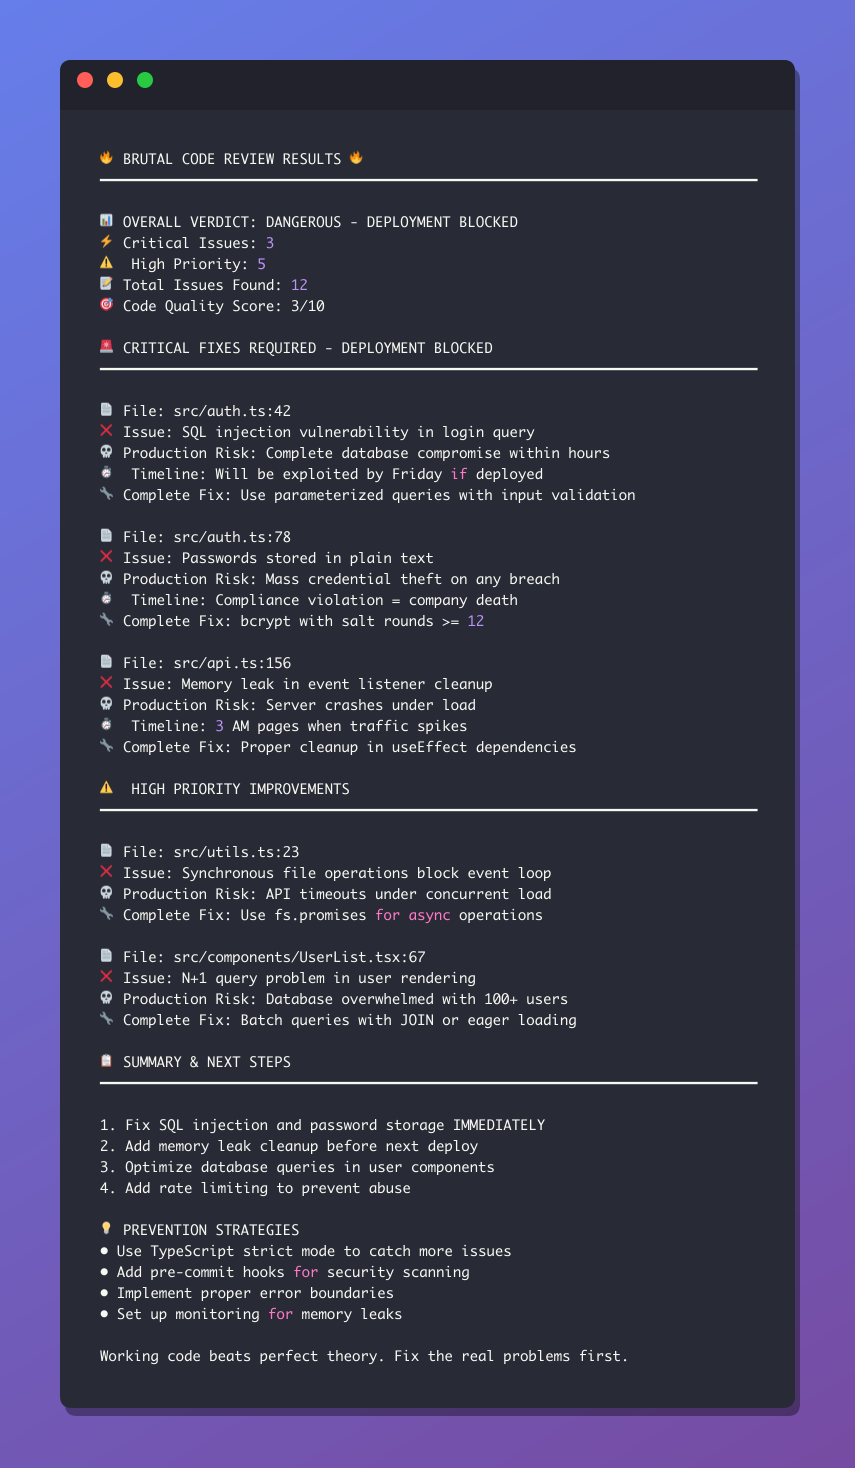 🔥 BRUTAL CODE REVIEW RESULTS 🔥
📊 OVERALL VERDICT: DANGEROUS - DEPLOYMENT BLOCKED
⚡ Critical Issues: 3
⚠️ High Priority: 5
📝 Total Issues Found: 12
🎯 Code Quality Score: 3/10
🚨 CRITICAL FIXES REQUIRED - DEPLOYMENT BLOCKED
📄 File: src/auth.ts:42
❌ Issue: SQL injection vulnerability in login query
💀 Production Risk: Complete database compromise within hours
⏱️ Timeline: Will be exploited by Friday if deployed
🔧 Complete Fix: Use parameterized queries with input validation
📄 File: src/auth.ts:78
❌ Issue: Passwords stored in plain text
💀 Production Risk: Mass credential theft on any breach
⏱️ Timeline: Compliance violation = company death
🔧 Complete Fix: bcrypt with salt rounds >= 12
📄 File: src/api.ts:156
❌ Issue: Memory leak in event listener cleanup
💀 Production Risk: Server crashes under load
⏱️ Timeline: 3 AM pages when traffic spikes
🔧 Complete Fix: Proper cleanup in useEffect dependencies
⚠️ HIGH PRIORITY IMPROVEMENTS
📄 File: src/utils.ts:23
❌ Issue: Synchronous file operations block event loop
💀 Production Risk: API timeouts under concurrent load
🔧 Complete Fix: Use fs.promises for async operations
📄 File: src/components/UserList.tsx:67
❌ Issue: N+1 query problem in user rendering
💀 Production Risk: Database overwhelmed with 100+ users
🔧 Complete Fix: Batch queries with JOIN or eager loading
📋 SUMMARY & NEXT STEPS
1. Fix SQL injection and password storage IMMEDIATELY
2. Add memory leak cleanup before next deploy
3. Optimize database queries in user components
4. Add rate limiting to prevent abuse
💡 PREVENTION STRATEGIES
• Use TypeScript strict mode to catch more issues
• Add pre-commit hooks for security scanning
• Implement proper error boundaries
• Set up monitoring for memory leaks
Working code beats perfect theory. Fix the real problems first.